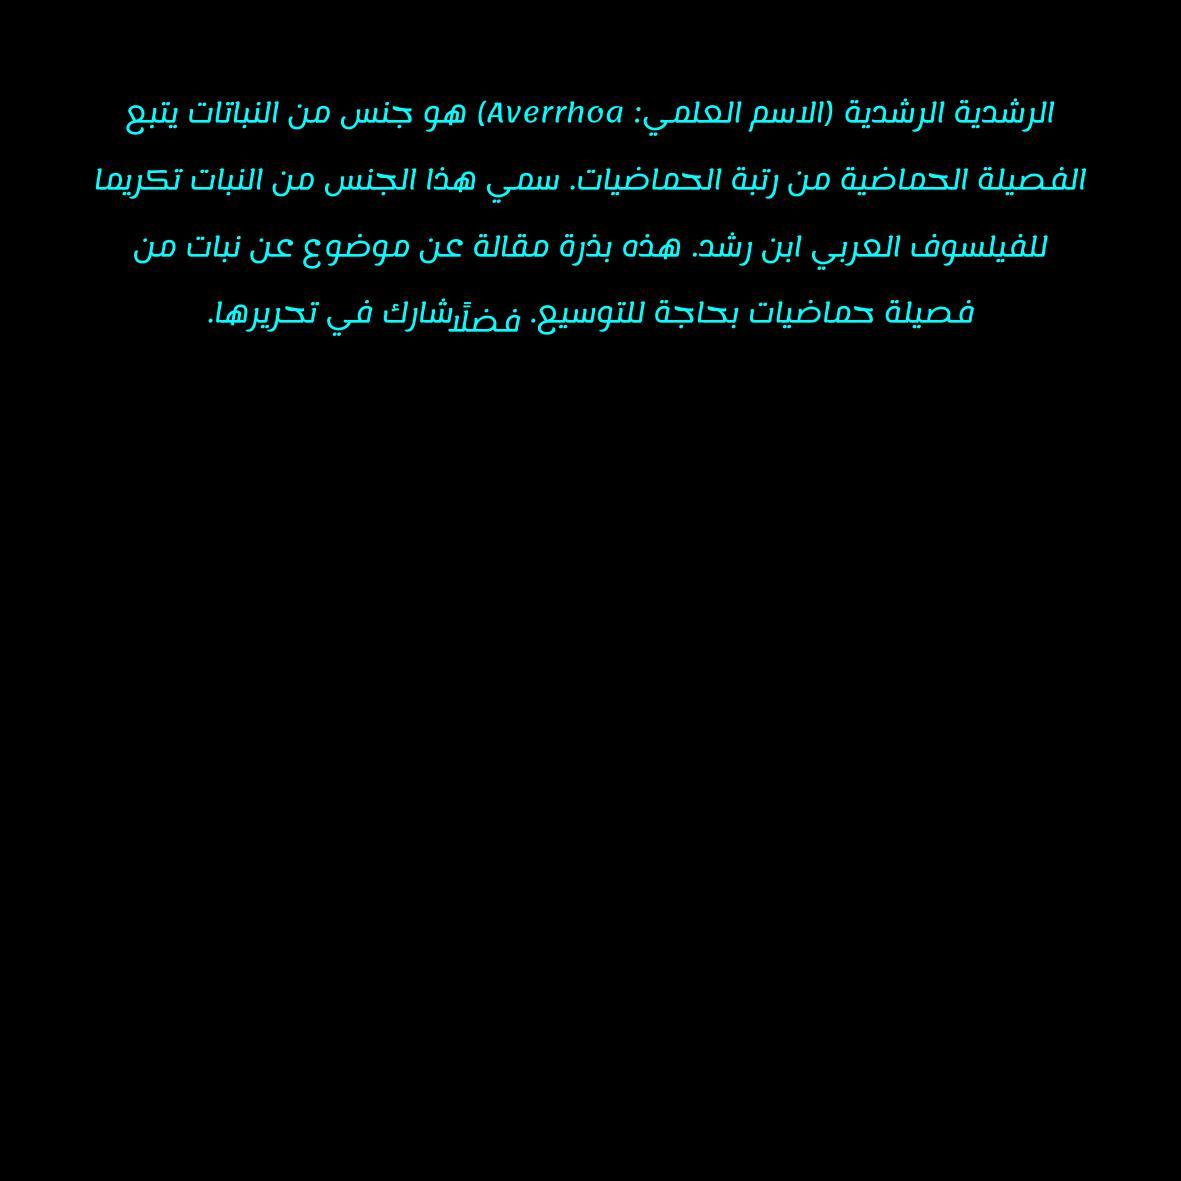 الرشدية الرشدية (الاسم العلمي: Averrhoa) هو جنس من النباتات يتبع
الفصيلة الحماضية من رتبة الحماضيات. سمي هذا الجنس من النبات تكريما
للفيلسوف العربي ابن رشد. هذه بذرة مقالة عن موضوع عن نبات من
فصيلة حماضيات بحاجة للتوسيع. فضلًا شارك في تحريرها.